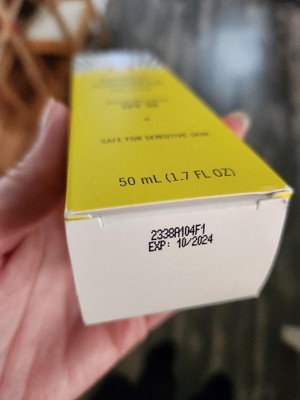 SAFE FOR SENSITIVE SKIN
50 mL (1.7 FL OZ)
2338A104F1
EXP: 10/2024